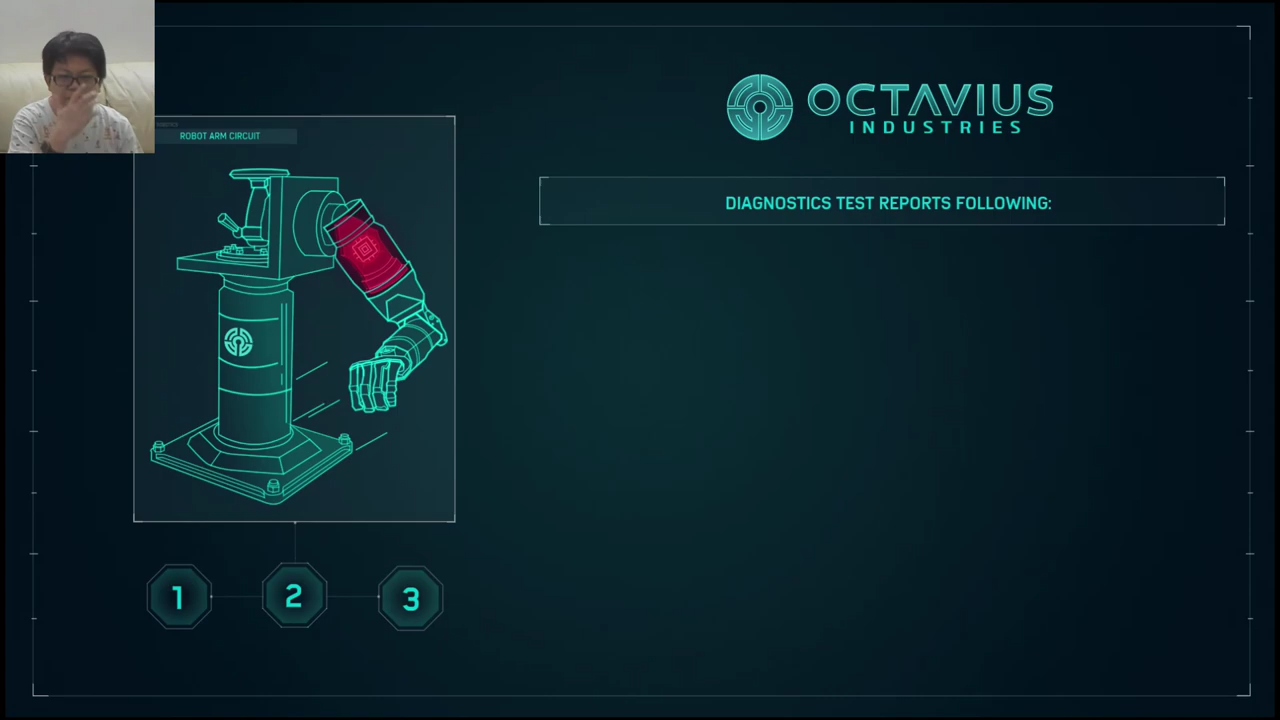 OCTAVIUS
INDUSTRIES
ROBOT ARM CIRCUIT
DIAGNOSTICS TEST REPORTS FOLLOWING:
1
2
3